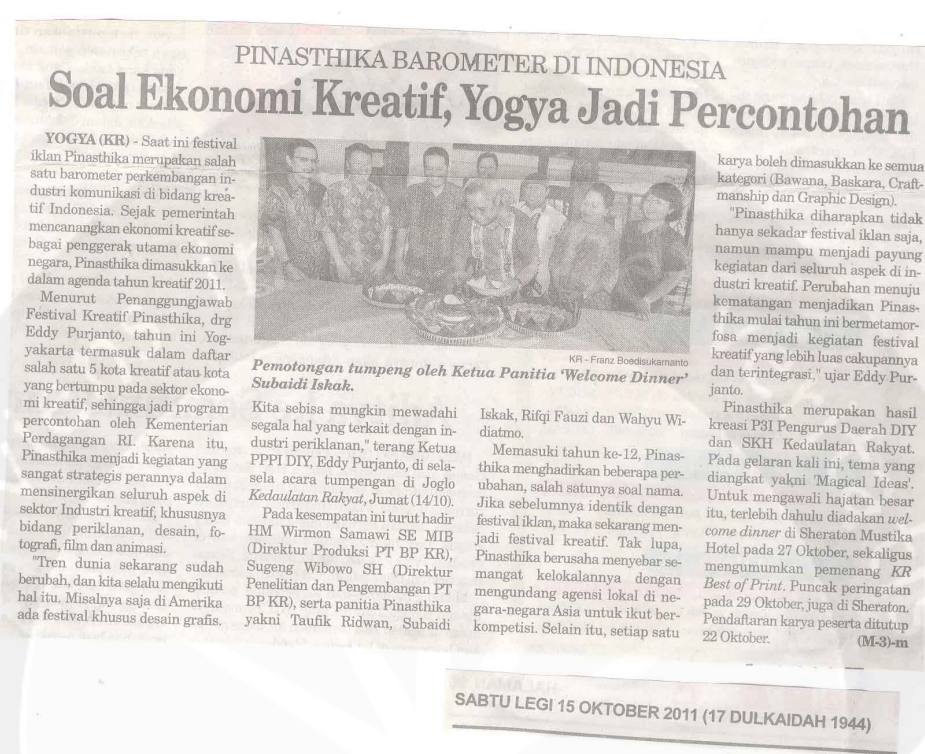 PINASTHIKA BAROMETER DI INDONESIA
Soal Ekonomi Kreatif, Yogya Jadi Percontohan
YOGYA (KR) - Saat ini festival
iklan Pinasthika merupakan salah
satu barometer perkembangan in-
dustri komunikasi di bidang krea-
tif Indonesia. Sejak pemerintah
mencanangkan ekonomi kreatif se-
bagai penggerak utama ekonomi
negara, Pinasthika dimasukkan ke
dalam agenda tahun kreatif 2011.
Menurut Penanggungjawab
Festival Kreatif Pinasthika, drg
Eddy Purjanto, tahun ini Yog-
yakarta termasuk dalam daftar
salah satu 5 kota kreatif atau kota
yang bertumpu pada sektor ekono-
mi kreatif, sehingga jadi program
percontohan oleh Kementerian
Perdagangan RI. Karena itu,
Pinasthika menjadi kegiatan yang
sangat strategis perannya dalam
mensinergikan seluruh aspek di
sektor Industri kreatif, khususnya
bidang periklanan, desain, fo-
tografi, film dan animasi.
"Tren dunia sekarang sudah
berubah, dan kita selalu mengikuti
hal itu. Misalnya saja di Amerika
ada festival khusus desain grafis.
KR - Franz Boedisukamanto
Pemotongan tumpeng oleh Ketua Panitia 'Welcome Dinner'
Subaidi Iskak.
Kita sebisa mungkin mewadahi
segala hal yang terkait dengan in-
dustri periklanan," terang Ketua
PPPI DIY, Eddy Purjanto, di sela-
sela acara tumpengan di Joglo
Kedaulatan Rakyat, Jumat (14/10).
Pada kesempatan ini turut hadir
HM Wirmon Samawi SE MIB
(Direktur Produksi PT BP KR),
Sugeng Wibowo SH (Direktur
Penelitian dan Pengembangan PT
BP KR), serta panitia Pinasthika
yakni Taufik Ridwan, Subaidi
Iskak, Rifqi Fauzi dan Wahyu Wi-
diatmo.
Memasuki tahun ke-12, Pinas-
thika menghadirkan beberapa per-
ubahan, salah satunya soal nama.
Jika sebelumnya identik dengan
festival iklan, maka sekarang men-
jadi festival kreatif. Tak lupa,
Pinasthika berusaha menyebar se-
mangat kelokalannya dengan
mengundang agensi lokal di ne-
gara-negara Asia untuk ikut ber-
kompetisi. Selain itu, setiap satu
karya boleh dimasukkan ke semua
kategori (Bawana, Baskara, Craft-
manship dan Graphic Design).
"Pinasthika diharapkan tidak
hanya sekadar festival iklan saja,
namun mampu menjadi payung
kegiatan dari seluruh aspek di in-
dustri kreatif. Perubahan menuju
kematangan menjadikan Pinas-
thika mulai tahun ini bermetamor-
fosa menjadi kegiatan festival
kreatif yang lebih luas cakupannya
dan terintegrasi," ujar Eddy Pur-
janto.
Pinasthika merupakan hasil
kreasi P3I Pengurus Daerah DIY
dan SKH Kedaulatan Rakyat.
Pada gelaran kali ini, tema yang
diangkat yakni 'Magical Ideas'.
Untuk mengawali hajatan besar
itu, terlebih dahulu diadakan wel-
come dinner di Sheraton Mustika
Hotel pada 27 Oktober, sekaligus
mengumumkan pemenang KR
Best of Print. Puncak peringatan
pada 29 Oktober, juga di Sheraton.
Pendaftaran karya peserta ditutup
22 Oktober. (M-3)-m
SABTU LEGI 15 OKTOBER 2011 (17 DULKAIDAH 1944)